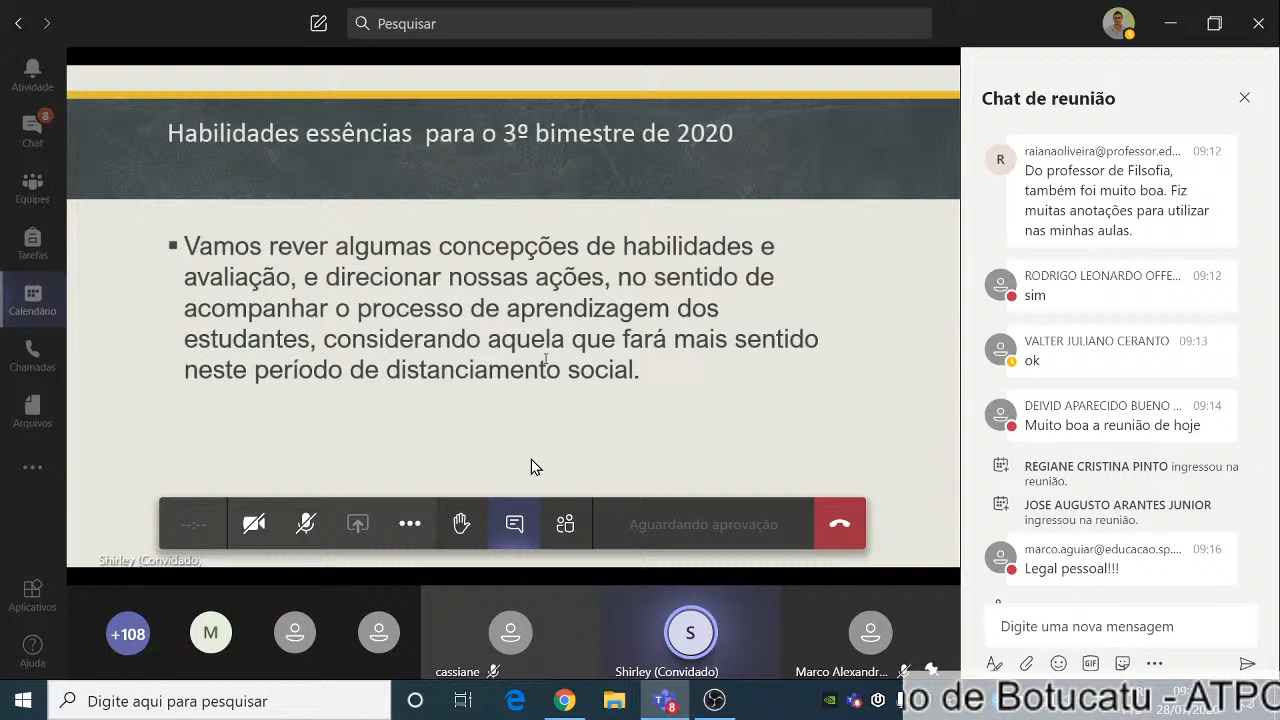 Pesquisar
Atividade
Chat
8
Equipes
Tarefas
Calendário
Chamadas
Arquivos
Aplicativos
Ajuda
Habilidades essências para o 3º bimestre de 2020
Vamos rever algumas concepções de habilidades e
avaliação, e direcionar nossas ações, no sentido de
acompanhar o processo de aprendizagem dos
estudantes, considerando aquela que fará mais sentido
neste período de distanciamento social.
--:--
Aguardando aprovação
Shirley (Convidado)
+108
M
S
cassiane
Shirley (Convidado)
Marco Alexandr...
Chat de reunião
R
raianaoliveira@professor.ed... 09:12
Do professor de Filsofia,
também foi muito boa. Fiz
muitas anotações para utilizar
nas minhas aulas.
RODRIGO LEONARDO OFFE... 09:12
sim
VALTER JULIANO CERANTO 09:13
ok
DEIVID APARECIDO BUENO ... 09:14
Muito boa a reunião de hoje
REGIANE CRISTINA PINTO ingressou na
reunião.
JOSE AUGUSTO ARANTES JUNIOR
ingressou na reunião.
marco.aguiar@educacao.sp.... 09:16
Legal pessoal!!!
Digite uma nova mensagem
GIF
Digite aqui para pesquisar
8
o de Botucatu - ATPC
28/07/2020